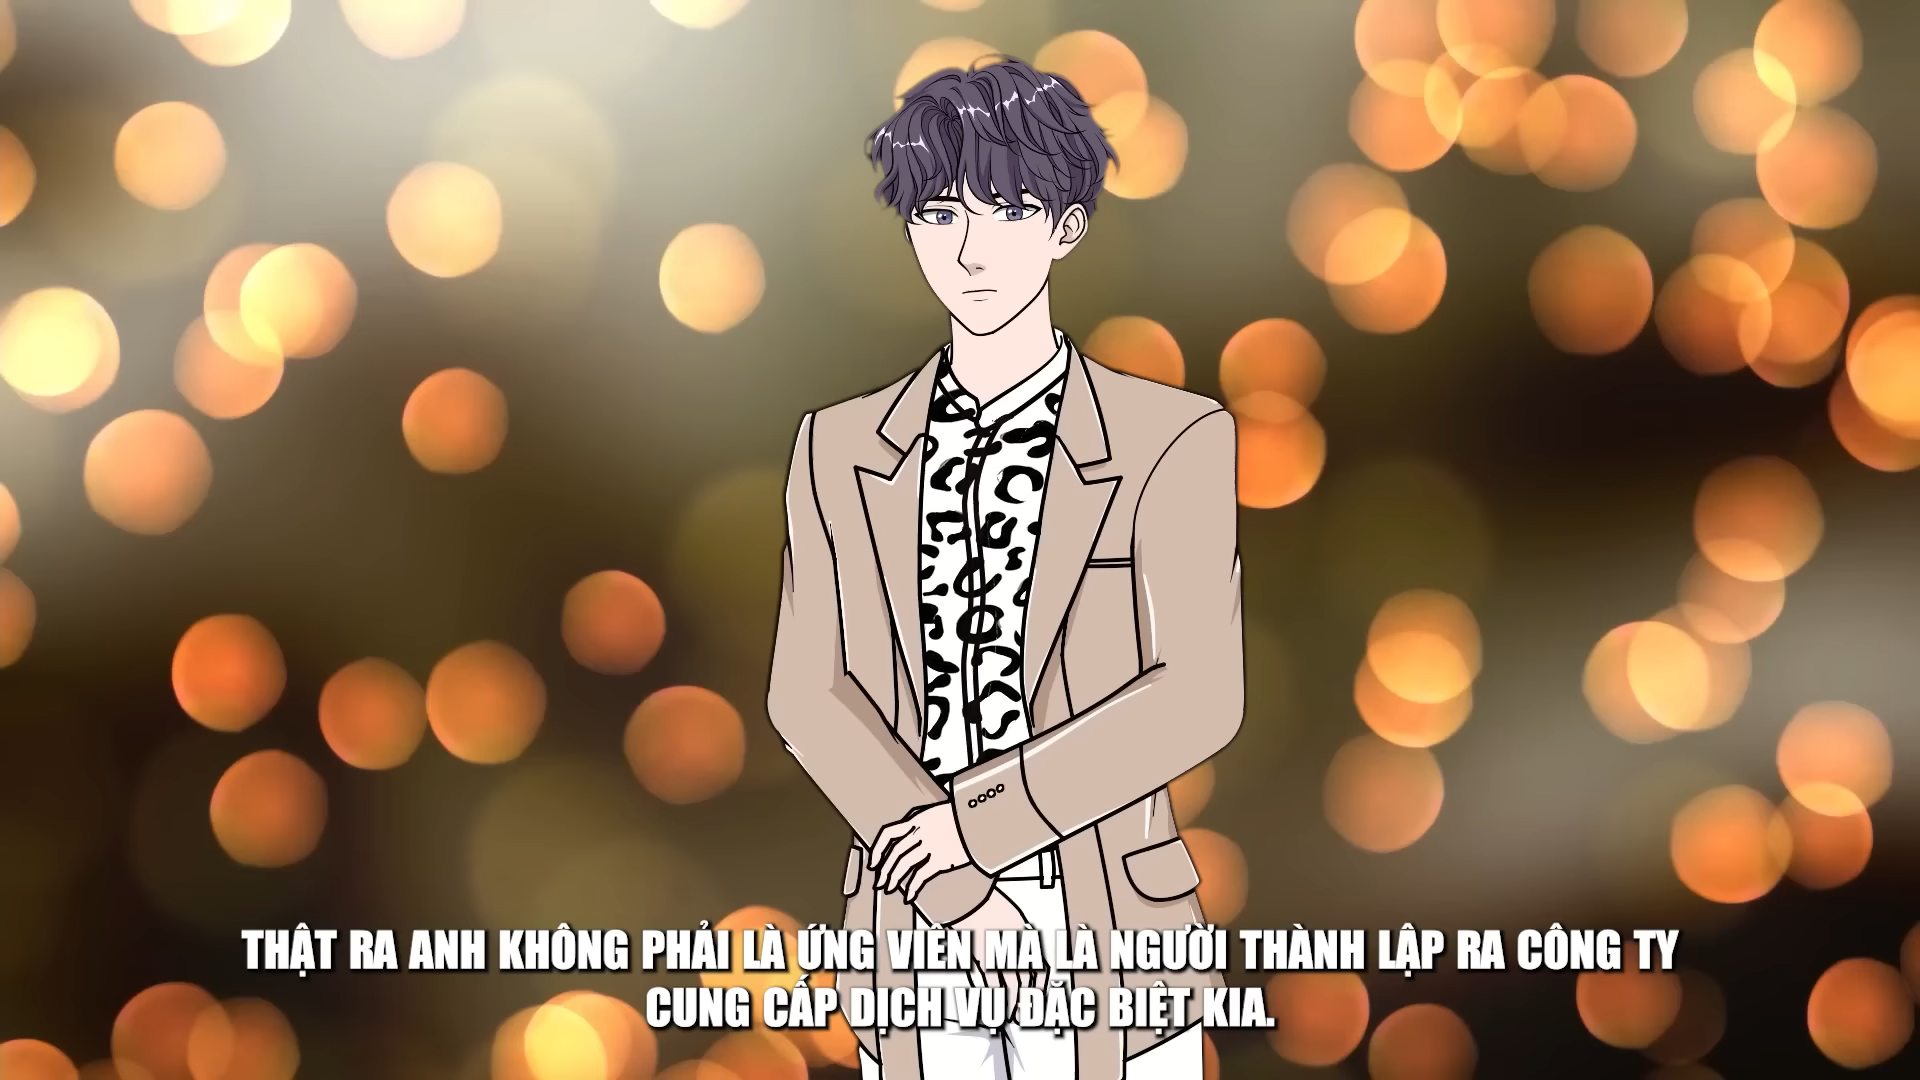 THẬT RA ANH KHÔNG PHẢI LÀ ỨNG VIÊN MÀ LÀ NGƯỜI THÀNH LẬP RA CÔNG TY
CUNG CẤP DỊCH VỤ ĐẶC BIỆT KIA.